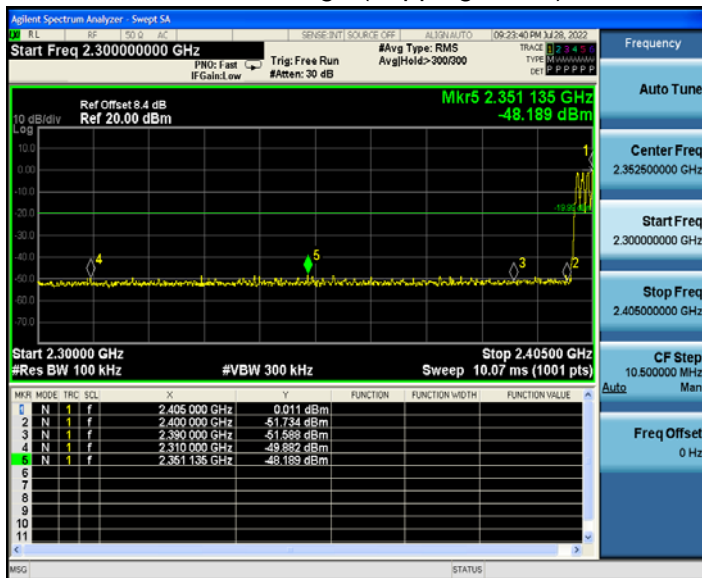 Agilent Spectrum Analyzer - Swept SA
RL RF 50 Ω AC SENSE:INT SOURCE OFF ALIGN AUTO 09:23:40 PM Jul 28, 2022
Start Freq 2.300000000 GHz
PNO: Fast
IFGain:Low
Trig: Free Run
#Atten: 30 dB
#Avg Type: RMS
Avg|Hold:>300/300
TRACE 1 2 3 4 5 6
TYPE M
DET P P P P P P
Ref Offset 8.4 dB
10 dB/div Ref 20.00 dBm
Log
Mkr5 2.351 135 GHz
-48.189 dBm
10.0
0.00
-10.0
-20.0
-30.0
-40.0
-50.0
-60.0
-70.0
1
2
3
4
5
Start 2.30000 GHz Stop 2.40500 GHz
#Res BW 100 kHz #VBW 300 kHz Sweep 10.07 ms (1001 pts)
MKR MODE TRC SCL X Y FUNCTION FUNCTION WIDTH FUNCTION VALUE
1 N 1 f 2.405 000 GHz 0.011 dBm
2 N 1 f 2.400 000 GHz -51.734 dBm
3 N 1 f 2.390 000 GHz -51.588 dBm
4 N 1 f 2.310 000 GHz -49.882 dBm
5 N 1 f 2.351 135 GHz -48.189 dBm
6
7
8
9
10
11
MSG STATUS
Frequency
Auto Tune
Center Freq
2.352500000 GHz
Start Freq
2.300000000 GHz
Stop Freq
2.405000000 GHz
CF Step
10.500000 MHz
Auto Man
Freq Offset
0 Hz